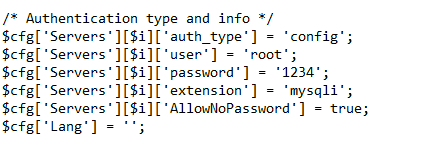 /* Authentication type and info */
$cfg['Servers'][$i]['auth_type'] = 'config';
$cfg['Servers'][$i]['user'] = 'root';
$cfg['Servers'][$i]['password'] = '1234';
$cfg['Servers'][$i]['extension'] = 'mysqli';
$cfg['Servers'][$i]['AllowNoPassword'] = true;
$cfg['Lang'] = '';